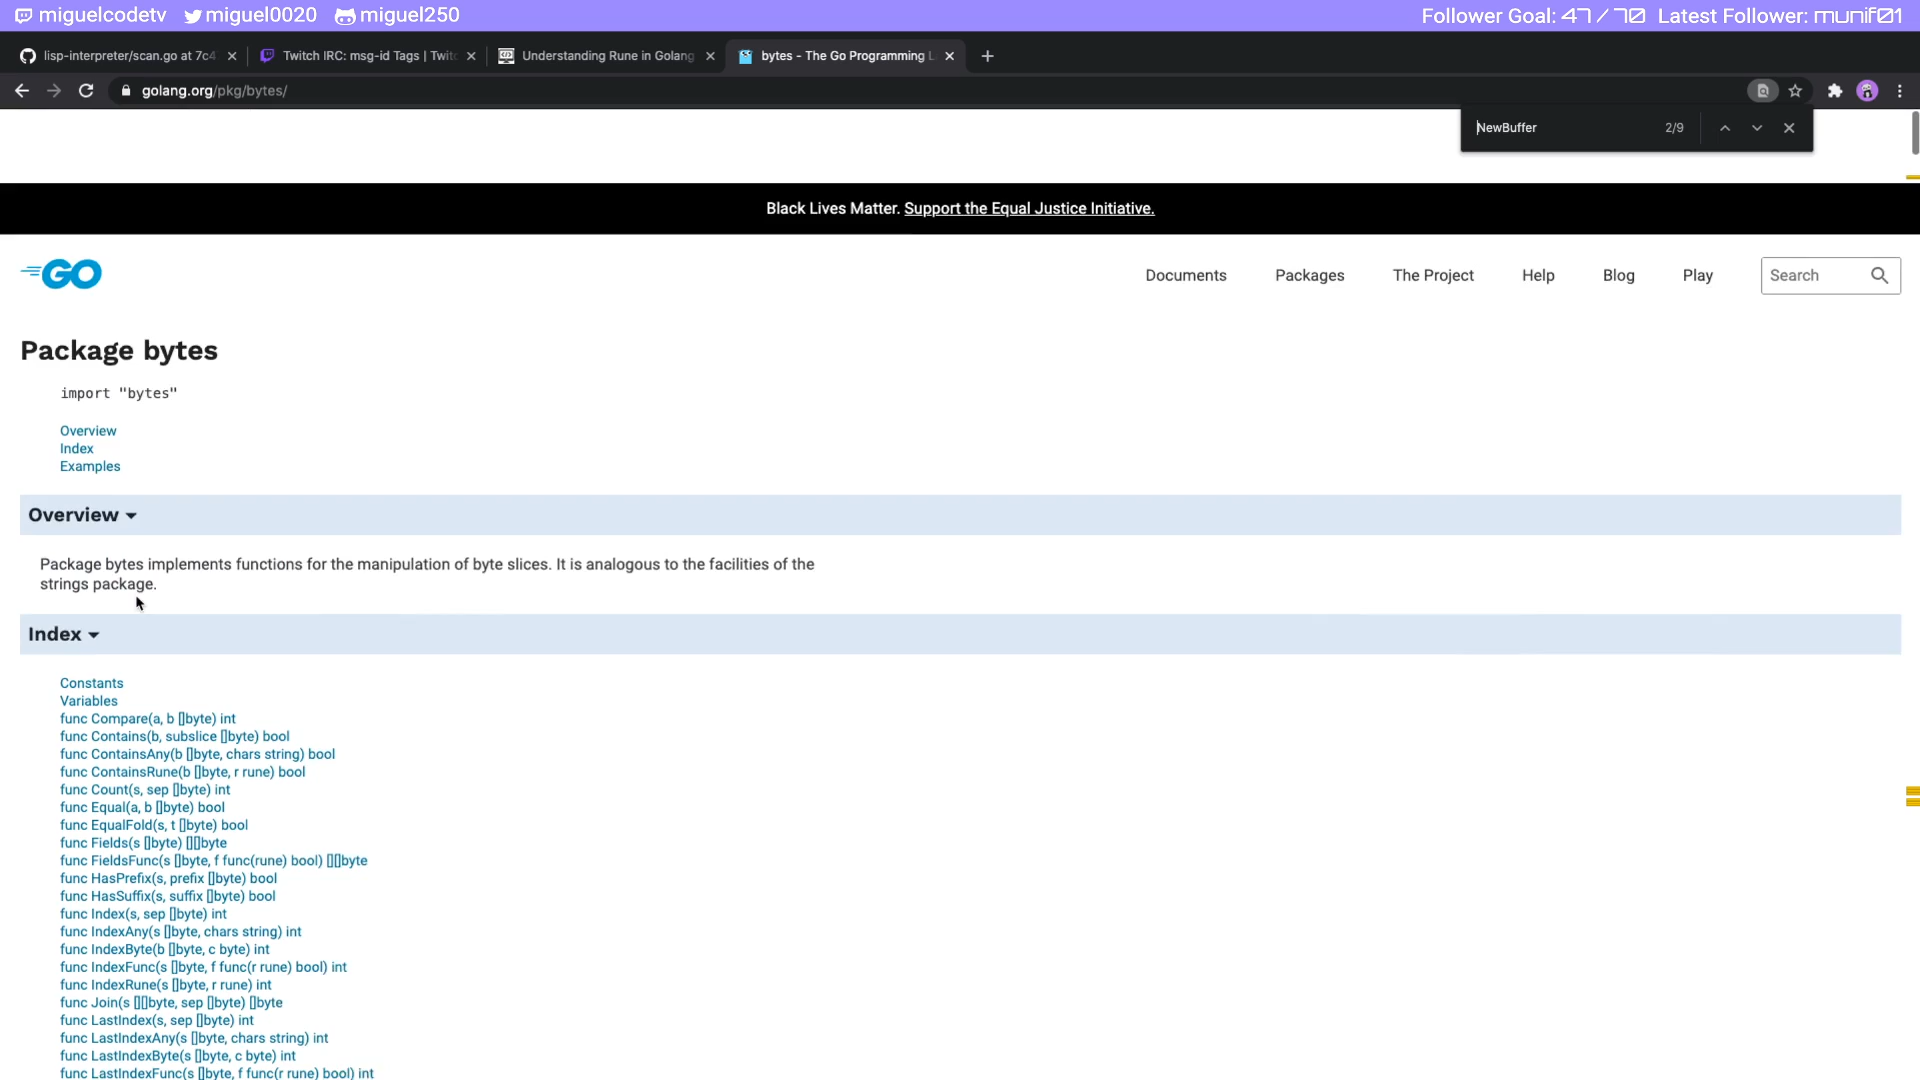 miguelcodetv miguel0020 miguel250
Follower Goal: 47 / 70 Latest Follower: munif01
lisp-interpreter/scan.go at 7c4
Twitch IRC: msg-id Tags | Twitc
Understanding Rune in Golang
bytes - The Go Programming L
golang.org/pkg/bytes/
NewBuffer 2/9
Black Lives Matter. Support the Equal Justice Initiative.
GO
Documents Packages The Project Help Blog Play Search
Package bytes
import "bytes"
Overview
Index
Examples
Overview
Package bytes implements functions for the manipulation of byte slices. It is analogous to the facilities of the
strings package.
Index
Constants
Variables
func Compare(a, b []byte) int
func Contains(b, subslice []byte) bool
func ContainsAny(b []byte, chars string) bool
func ContainsRune(b []byte, r rune) bool
func Count(s, sep []byte) int
func Equal(a, b []byte) bool
func EqualFold(s, t []byte) bool
func Fields(s []byte) [][]byte
func FieldsFunc(s []byte, f func(rune) bool) [][]byte
func HasPrefix(s, prefix []byte) bool
func HasSuffix(s, suffix []byte) bool
func Index(s, sep []byte) int
func IndexAny(s []byte, chars string) int
func IndexByte(b []byte, c byte) int
func IndexFunc(s []byte, f func(r rune) bool) int
func IndexRune(s []byte, r rune) int
func Join(s [][]byte, sep []byte) []byte
func LastIndex(s, sep []byte) int
func LastIndexAny(s []byte, chars string) int
func LastIndexByte(s []byte, c byte) int
func LastIndexFunc(s []byte, f func(r rune) bool) int